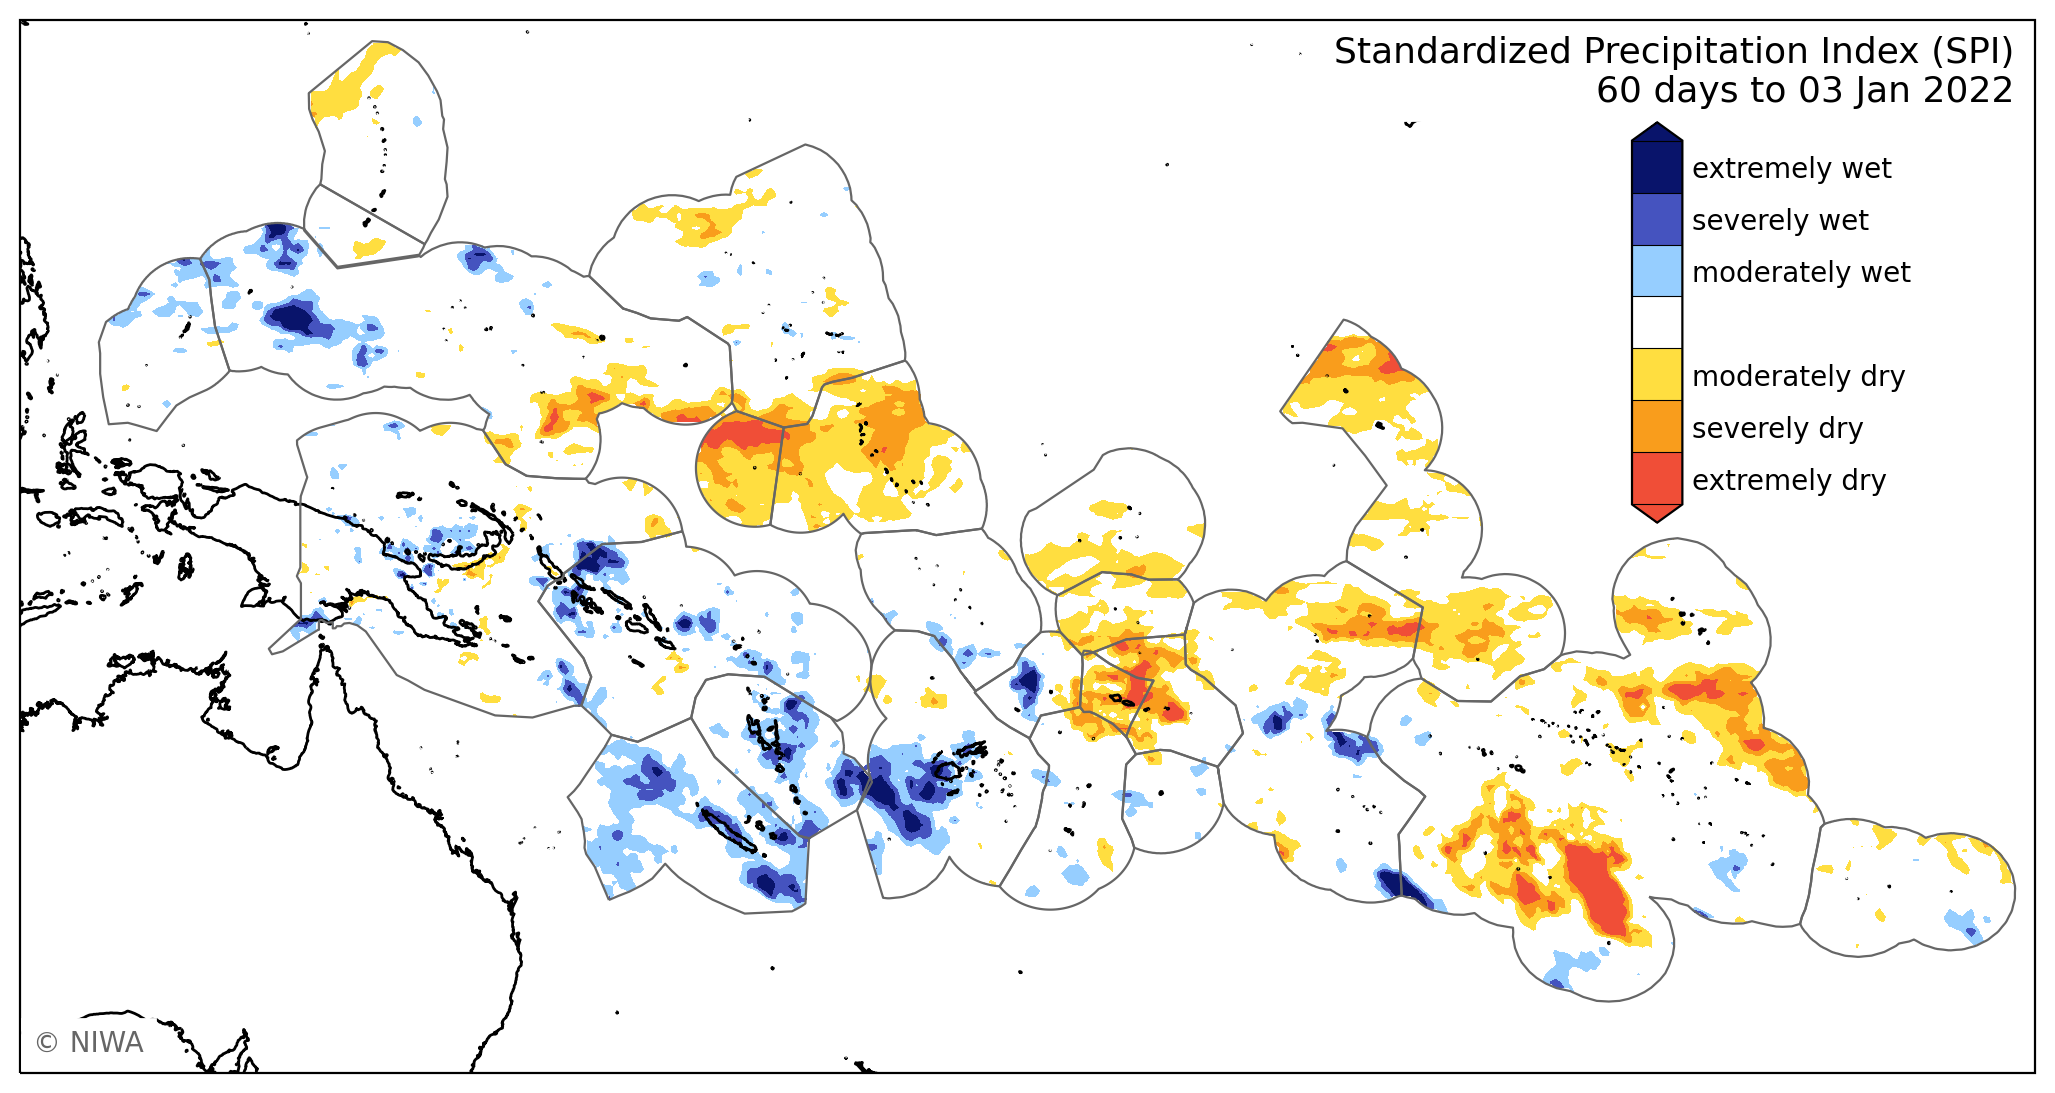 Standardized Precipitation Index (SPI)
60 days to 03 Jan 2022
extremely wet
severely wet
moderately wet
moderately dry
severely dry
extremely dry
© NIWA